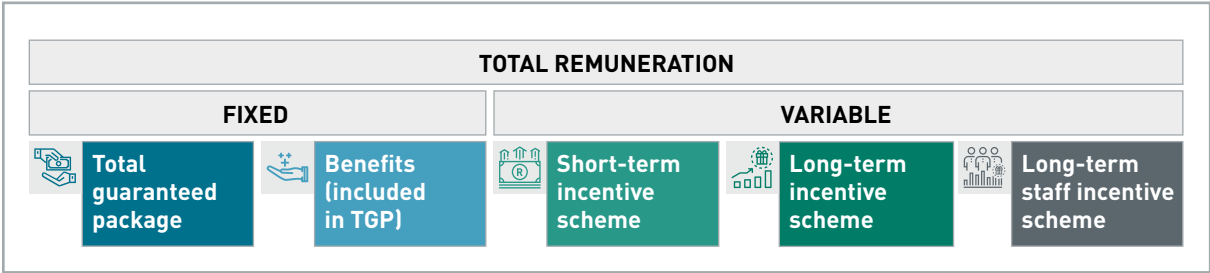 TOTAL REMUNERATION
FIXED
VARIABLE
Total
guaranteed
package
Benefits
(included
in TGP)
R
Short-term
incentive
scheme
Long-term
incentive
scheme
Long-term
staff incentive
scheme